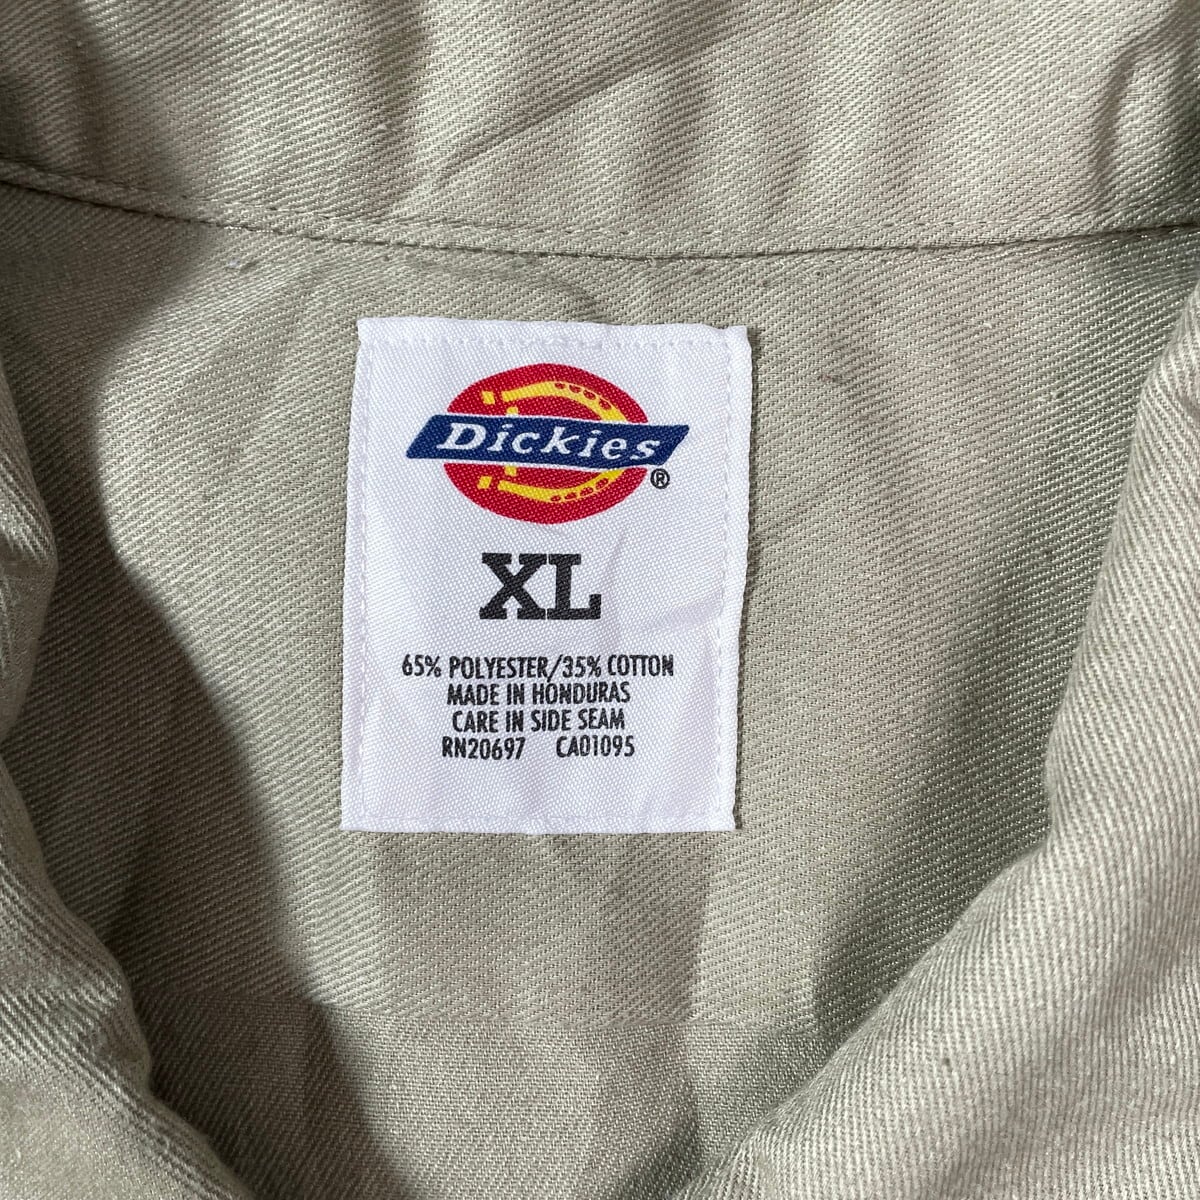 Dickies®
XL
65% POLYESTER/35% COTTON
MADE IN HONDURAS
CARE IN SIDE SEAM
RN20697 CA01095